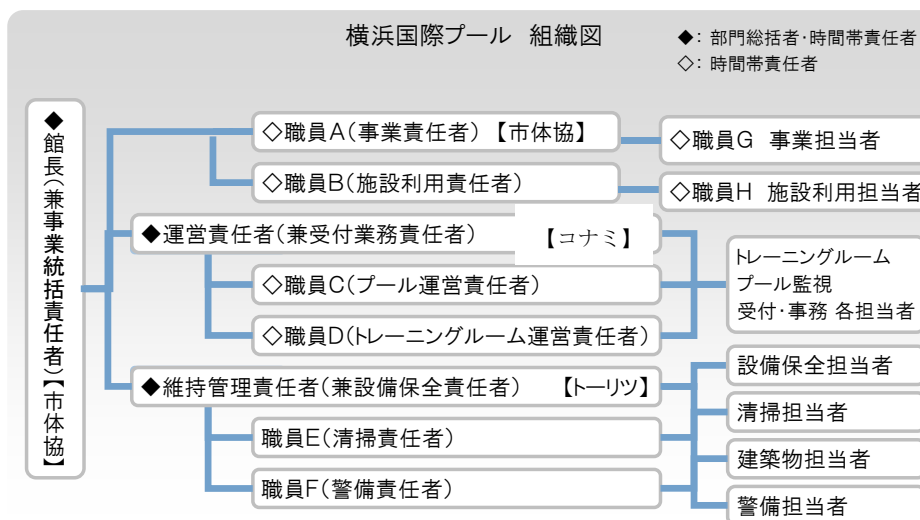 横浜国際プール 組織図
◆：部門総括者・時間帯責任者
◇：時間帯責任者
◆館長（兼事業統括責任者）【市体協】
◇職員A（事業責任者）【市体協】
◇職員G 事業担当者
◇職員B（施設利用責任者）
◇職員H 施設利用担当者
◆運営責任者（兼受付業務責任者）
【コナミ】
◇職員C（プール運営責任者）
◇職員D（トレーニングルーム運営責任者）
トレーニングルーム
プール監視
受付・事務 各担当者
◆維持管理責任者（兼設備保全責任者） 【トーリツ】
職員E（清掃責任者）
職員F（警備責任者）
設備保全担当者
清掃担当者
建築物担当者
警備担当者